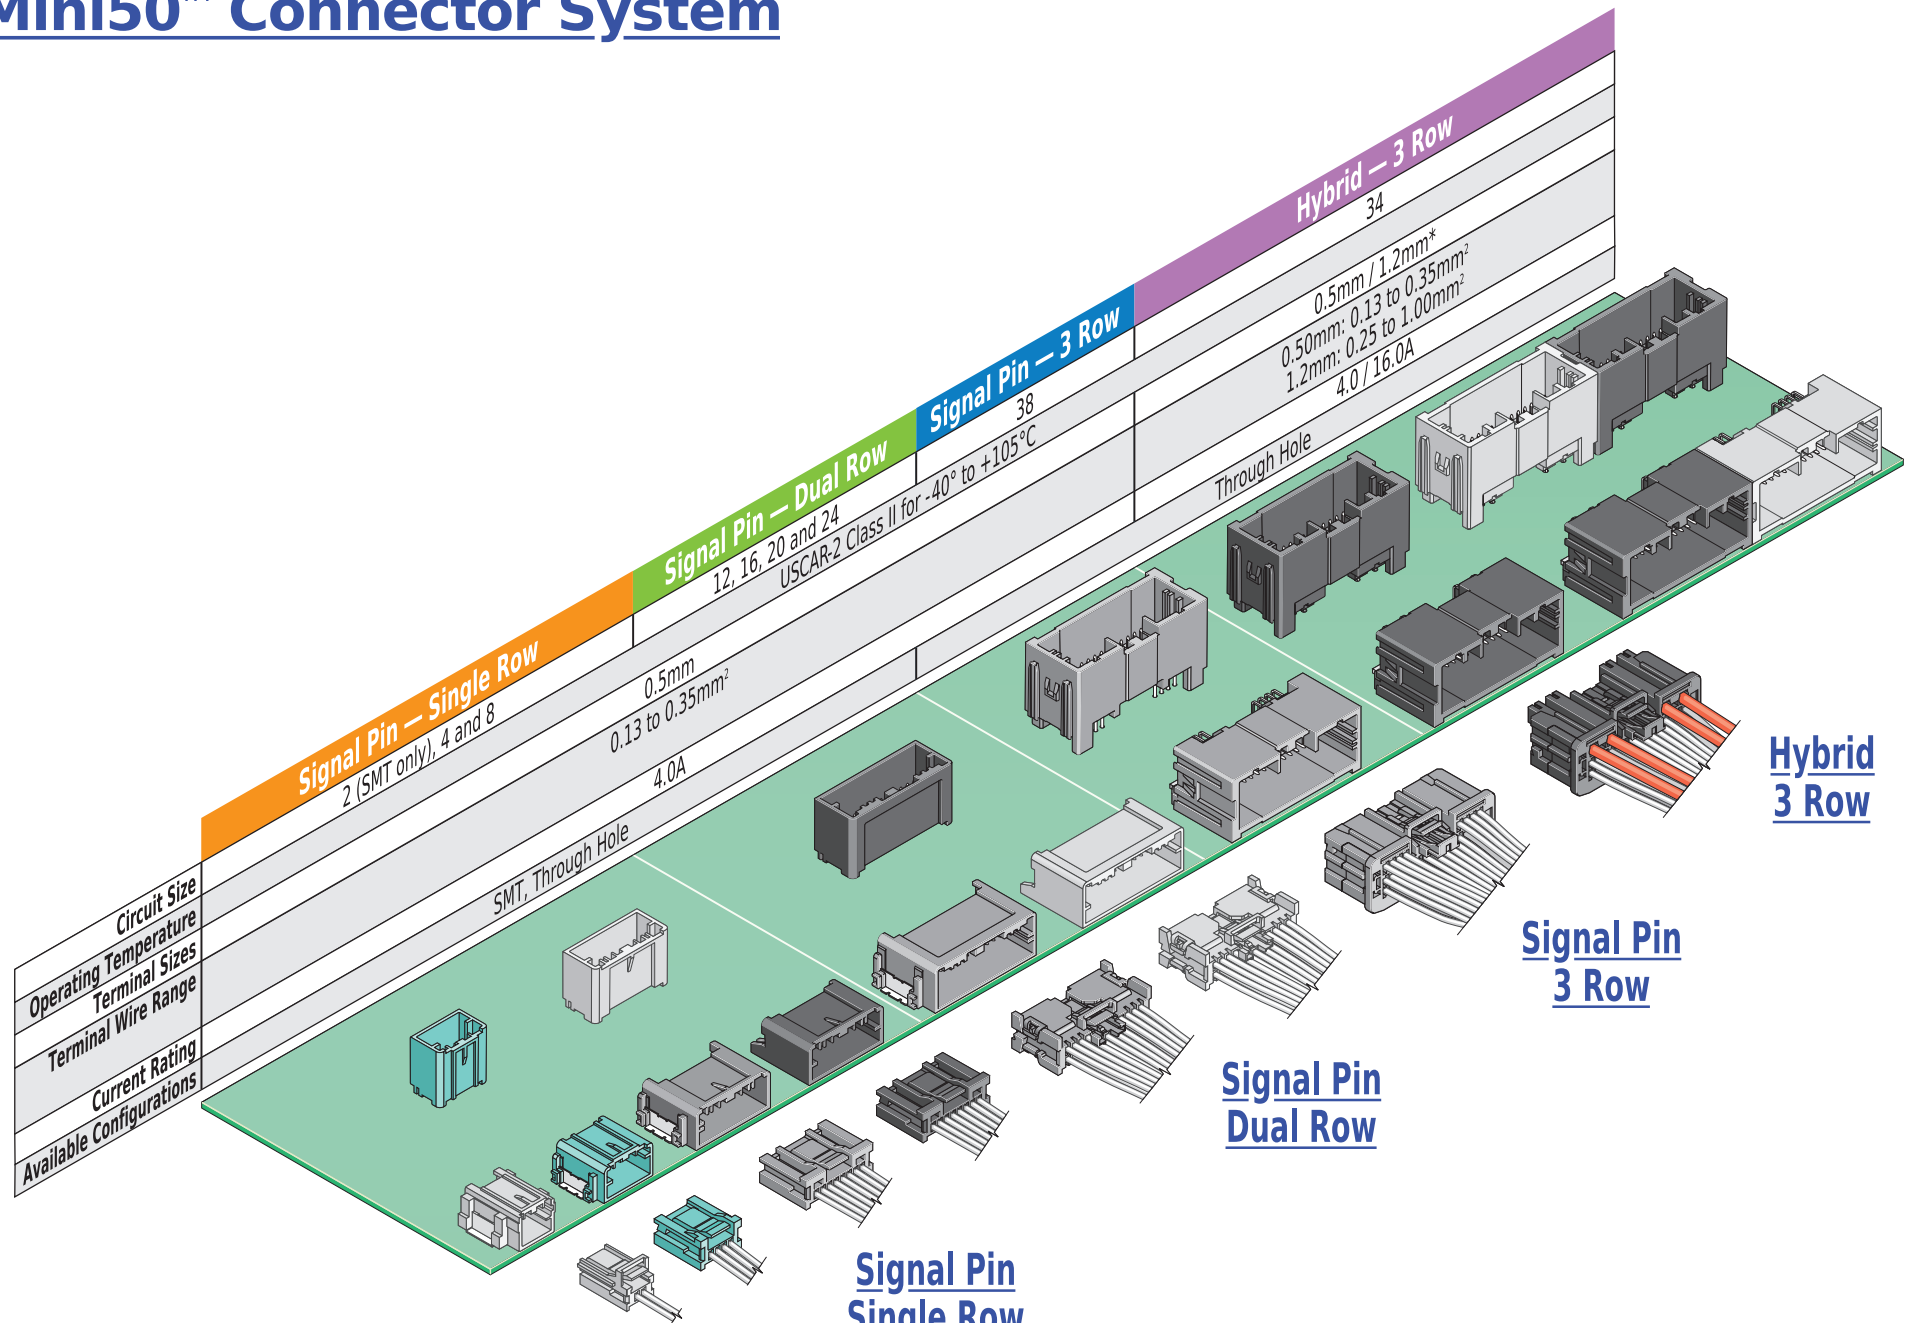 Mini50™ Connector System
Signal Pin — Single Row
Signal Pin — Dual Row
Signal Pin — 3 Row
Hybrid — 3 Row
Circuit Size
2 (SMT only), 4 and 8
12, 16, 20 and 24
38
34
Operating Temperature
USCAR-2 Class II for -40° to +105°C
Terminal Sizes
0.5mm
0.5mm / 1.2mm*
Terminal Wire Range
0.13 to 0.35mm²
0.50mm: 0.13 to 0.35mm²
1.2mm: 0.25 to 1.00mm²
Current Rating
4.0A
4.0 / 16.0A
Available Configurations
SMT, Through Hole
Through Hole
Hybrid
3 Row
Signal Pin
3 Row
Signal Pin
Dual Row
Signal Pin
Single Row